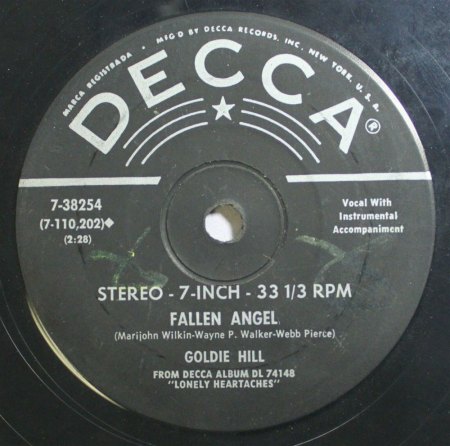 MARCA REGISTRADA • MFG'D BY DECCA RECORDS, INC., NEW YORK, U. S. A.
DECCA®
7-38254
(7-110,202)◆
(2:28)
Vocal With
Instrumental
Accompaniment
STEREO - 7-INCH - 33 1/3 RPM
FALLEN ANGEL
(Marijohn Wilkin-Wayne P. Walker-Webb Pierce)
GOLDIE HILL
FROM DECCA ALBUM DL 74148
"LONELY HEARTACHES"